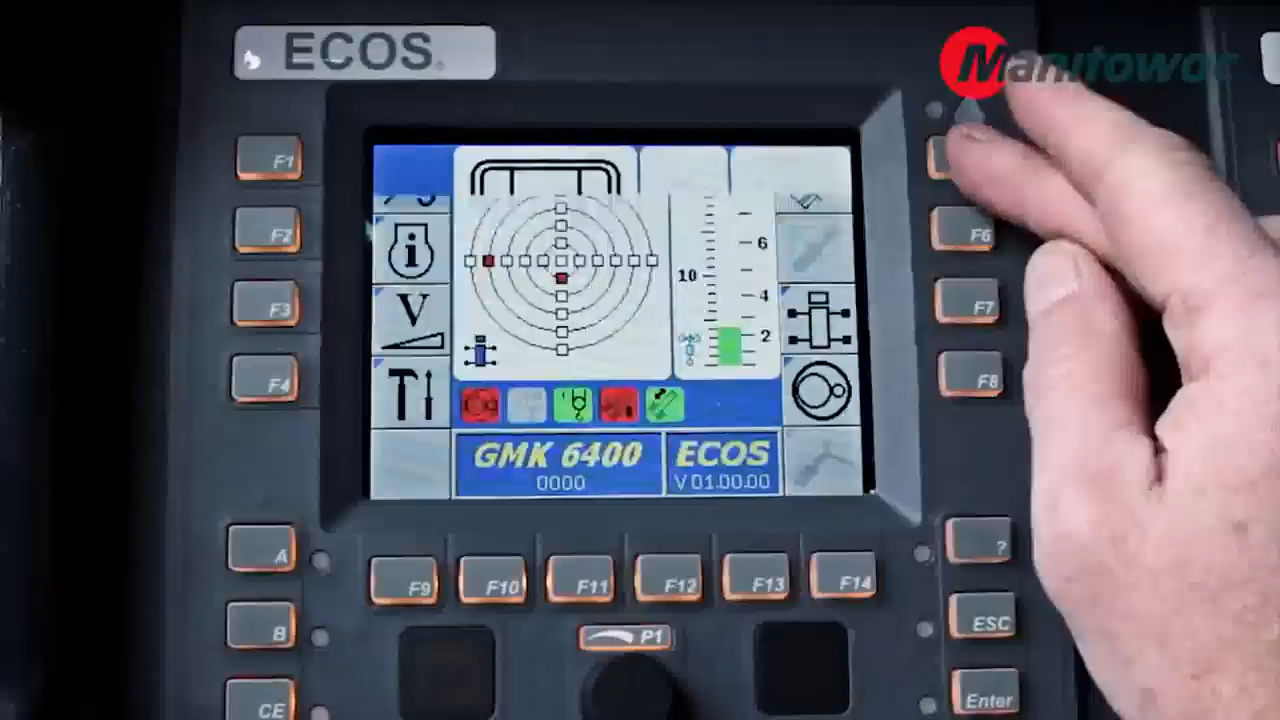 ECOS
Manitowoc
F1
F2
F3
F4
F6
F7
F8
6
10
4
2
i
V
GMK 6400
0000
ECOS
V 01.00.00
A
B
CE
F9
F10
F11
F12
F13
F14
P1
?
ESC
Enter